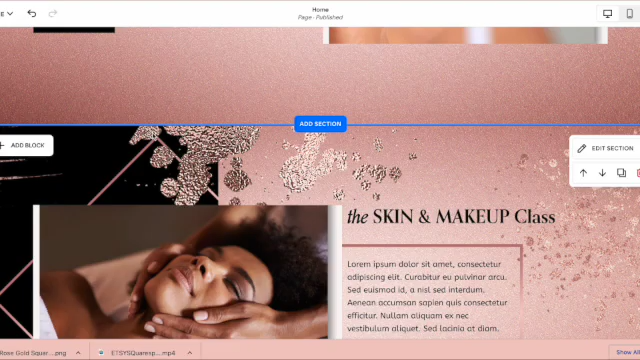 E
Home
Page · Published
ADD SECTION
ADD BLOCK
EDIT SECTION
the SKIN & MAKEUP Class
Lorem ipsum dolor sit amet, consectetur
adipiscing elit. Curabitur eu pulvinar arcu.
Sed euismod id, a nisl sed interdum.
Aenean accumsan sapien quis consectetur
efficitur. Nullam aliquam ex nec
vestibulum aliquet. Sed lacinia at diam.
Rose Gold Squar....png
ETSYSQuaresp....mp4
Show All